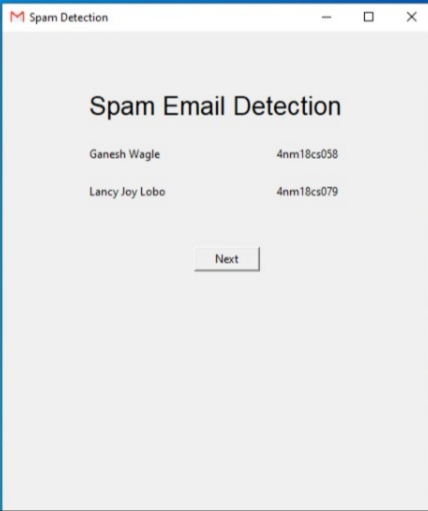 Spam Detection
Spam Email Detection
Ganesh Wagle 4nm18cs058
Lancy Joy Lobo 4nm18cs079
Next